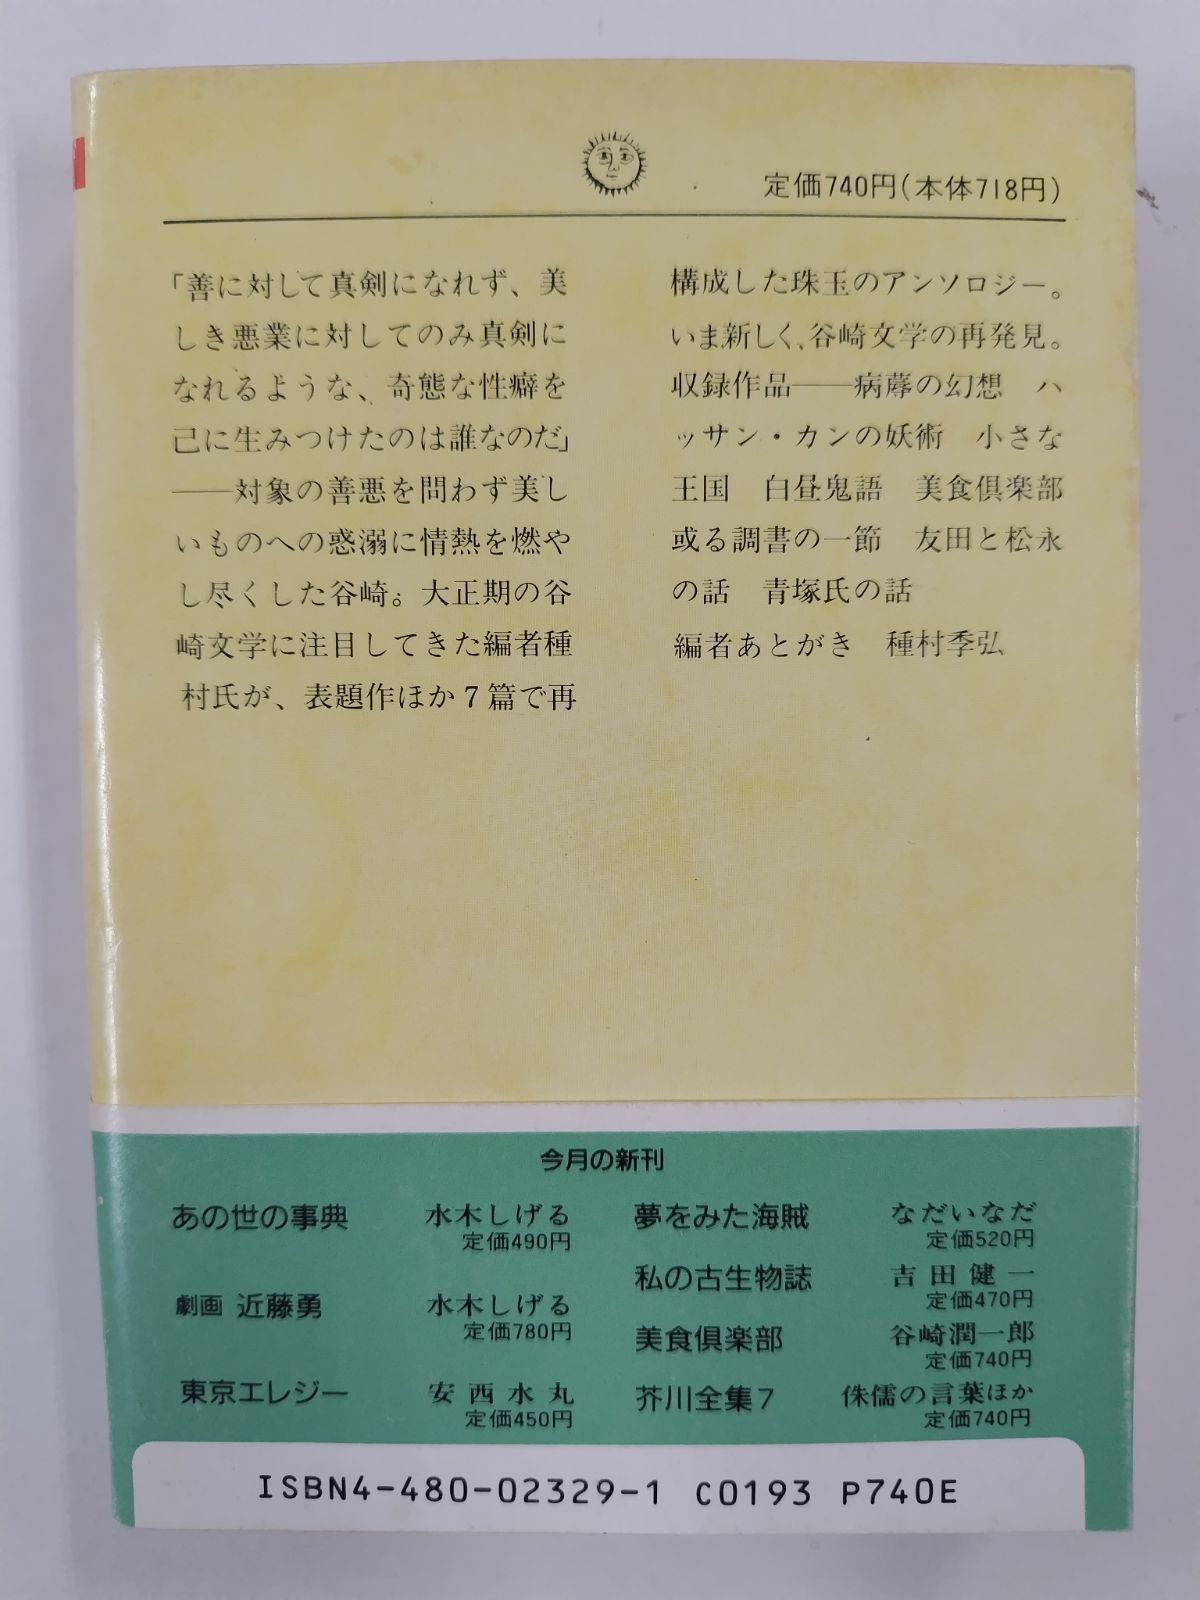 定価740円(本体718円)
「善に対して真剣になれず、美
しき悪業に対してのみ真剣に
なれるような、奇態な性癖を
己に生みつけたのは誰なのだ」
──対象の善悪を問わず美し
いものへの惑溺に情熱を燃や
し尽くした谷崎。大正期の谷
崎文学に注目してきた編者種
村氏が、表題作ほか7篇で再
構成した珠玉のアンソロジー。
いま新しく、谷崎文学の再発見。
収録作品──病蓐の幻想　ハ
ッサン・カンの妖術　小さな
王国　白昼鬼語　美食倶楽部
或る調書の一節　友田と松永
の話　青塚氏の話
編者あとがき　種村季弘
今月の新刊
あの世の事典　水木しげる
定価490円
劇画 近藤勇　水木しげる
定価780円
東京エレジー　安西水丸
定価450円
夢をみた海賊　なだいなだ
定価520円
私の古生物誌　吉田健一
定価470円
美食倶楽部　谷崎潤一郎
定価740円
芥川全集7　侏儒の言葉ほか
定価740円
ISBN4-480-02329-1 C0193 P740E